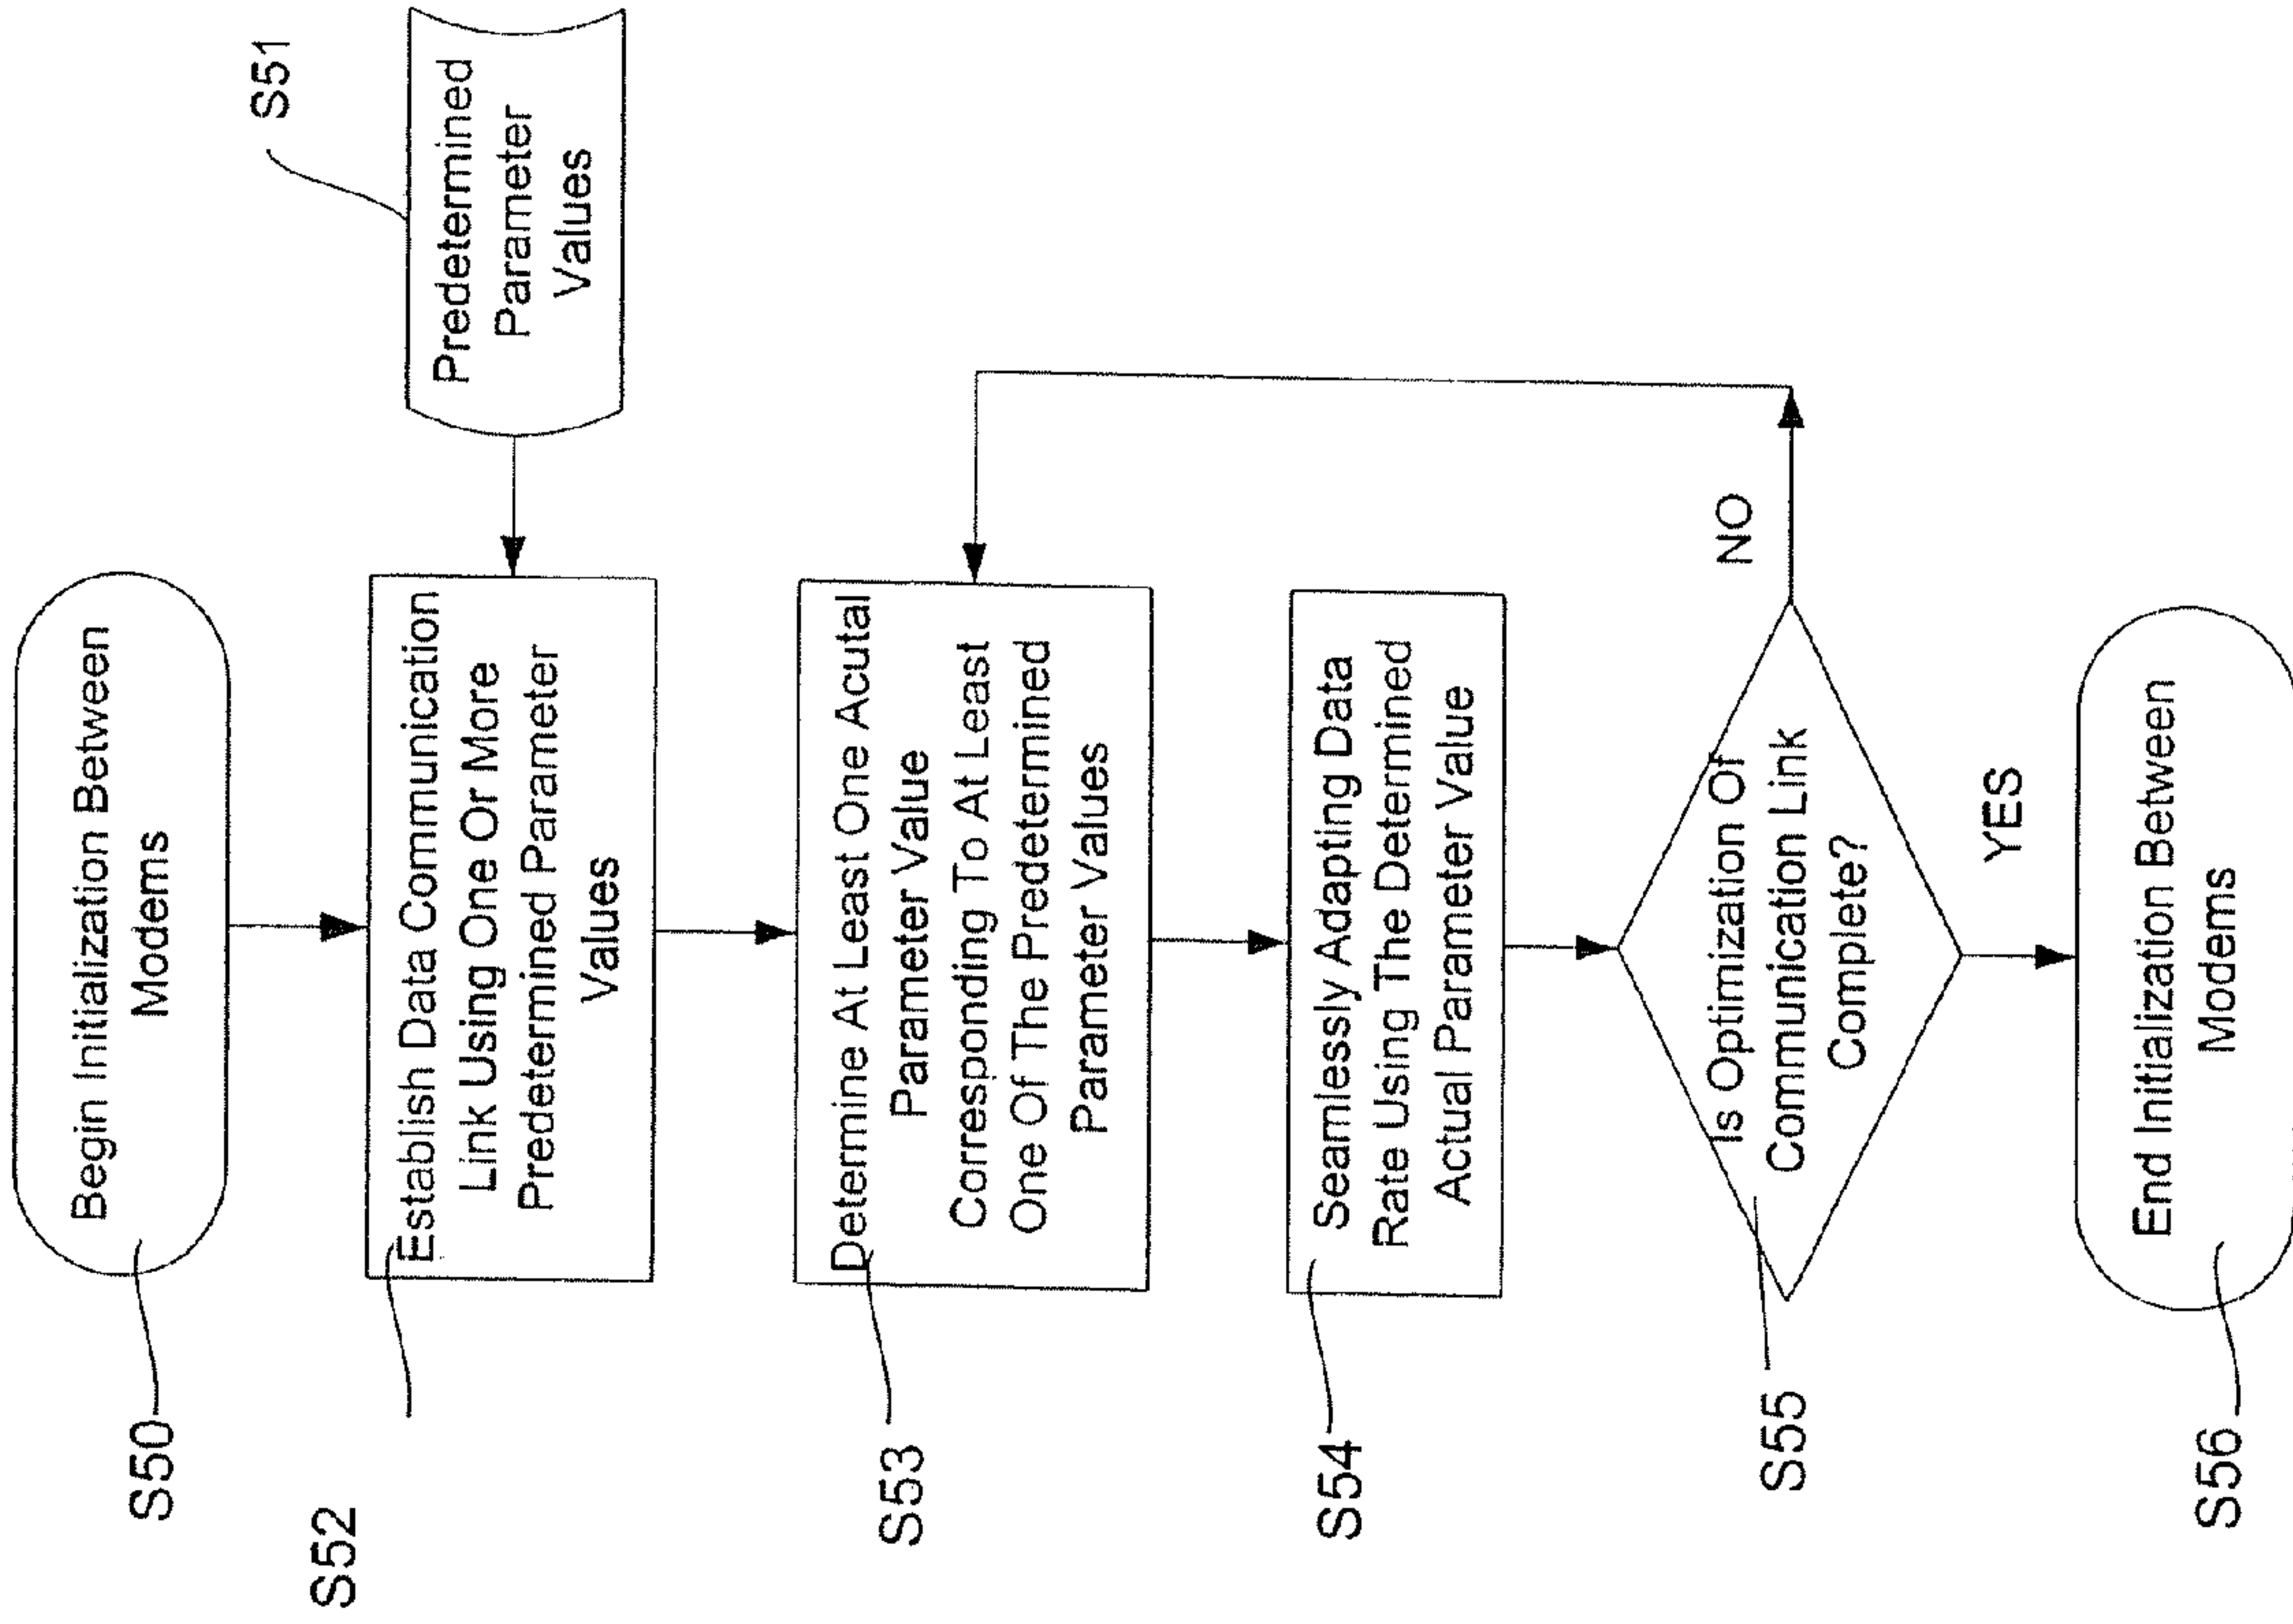 S50
Begin Initialization Between
Modems
S51
Predetermined
Parameter
Values
S52
Establish Data Communication
Link Using One Or More
Predetermined Parameter
Values
S53
Determine At Least One Acutal
Parameter Value
Corresponding To At Least
One Of The Predetermined
Parameter Values
S54
Seamlessly Adapting Data
Rate Using The Determined
Actual Parameter Value
S55
Is Optimization Of
Communication Link
Complete?
NO
YES
S56
End Initialization Between
Modems